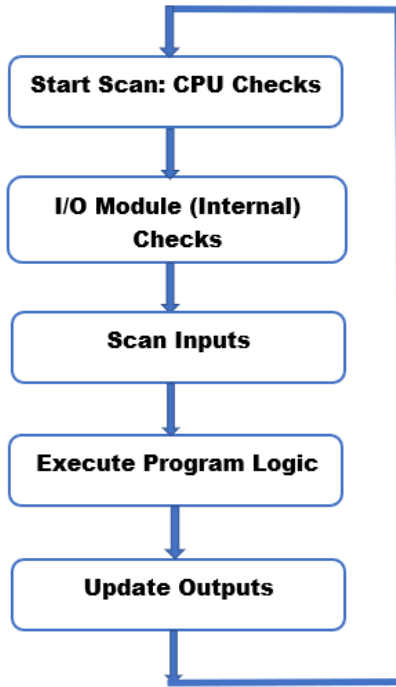 Start Scan: CPU Checks
I/O Module (Internal)
Checks
Scan Inputs
Execute Program Logic
Update Outputs